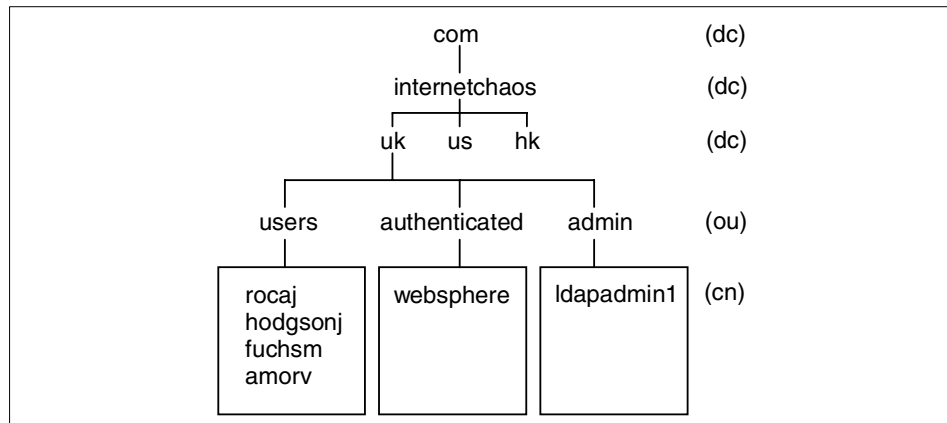 com (dc)
internetchaos (dc)
uk us hk (dc)
users authenticated admin (ou)
rocaj websphere ldapadmin1 (cn)
hodgsonj
fuchsm
amorv